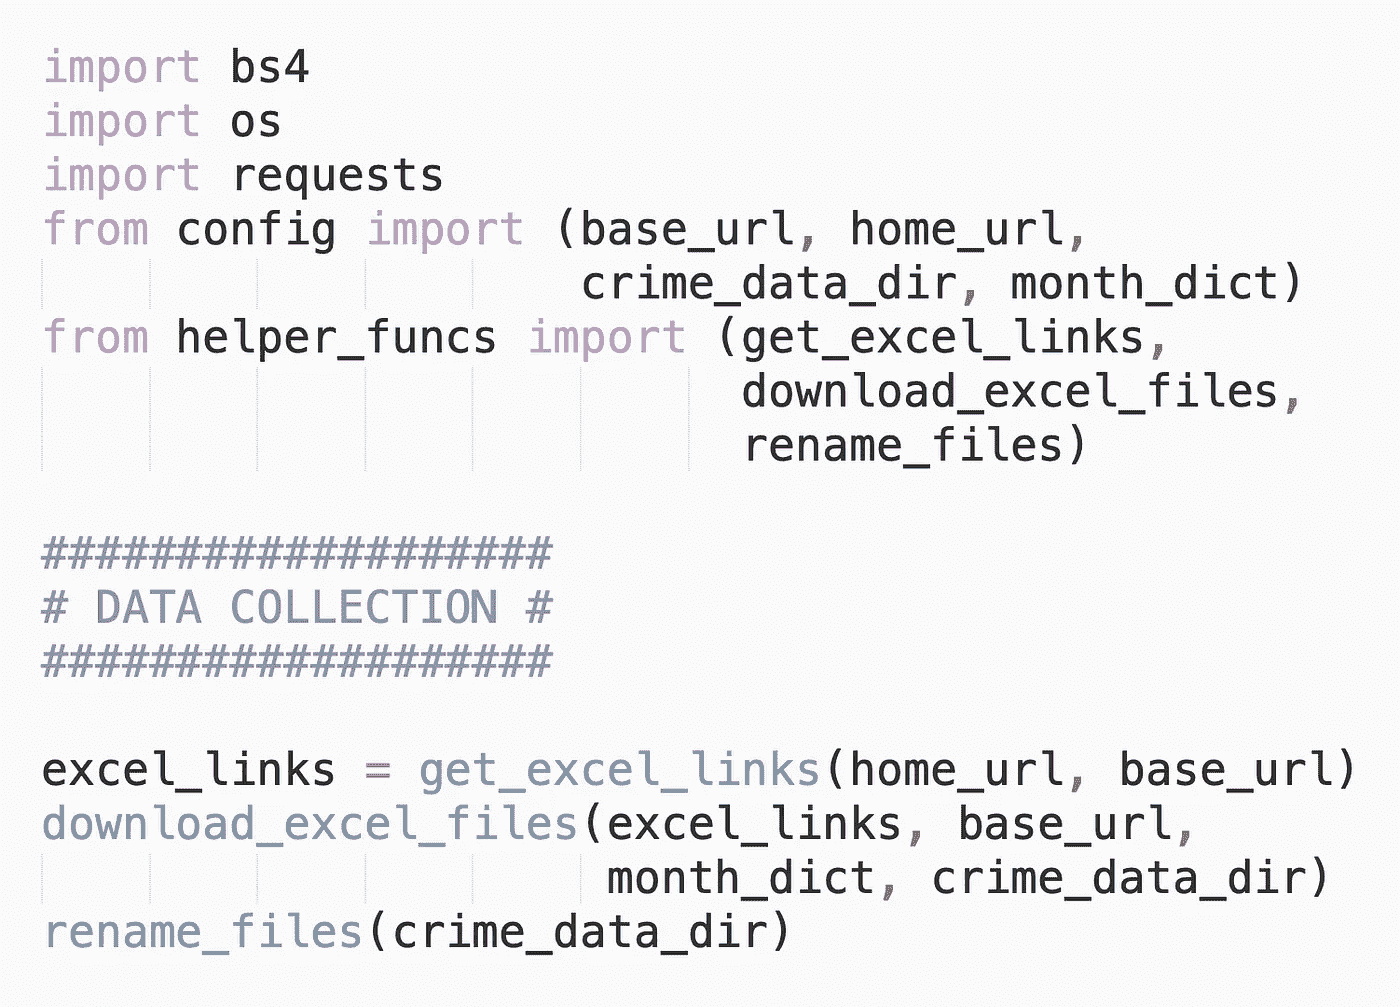 import bs4
import os
import requests
from config import (base_url, home_url,
                    crime_data_dir, month_dict)
from helper_funcs import (get_excel_links,
                          download_excel_files,
                          rename_files)

###################
# DATA COLLECTION #
###################

excel_links = get_excel_links(home_url, base_url)
download_excel_files(excel_links, base_url,
                     month_dict, crime_data_dir)
rename_files(crime_data_dir)